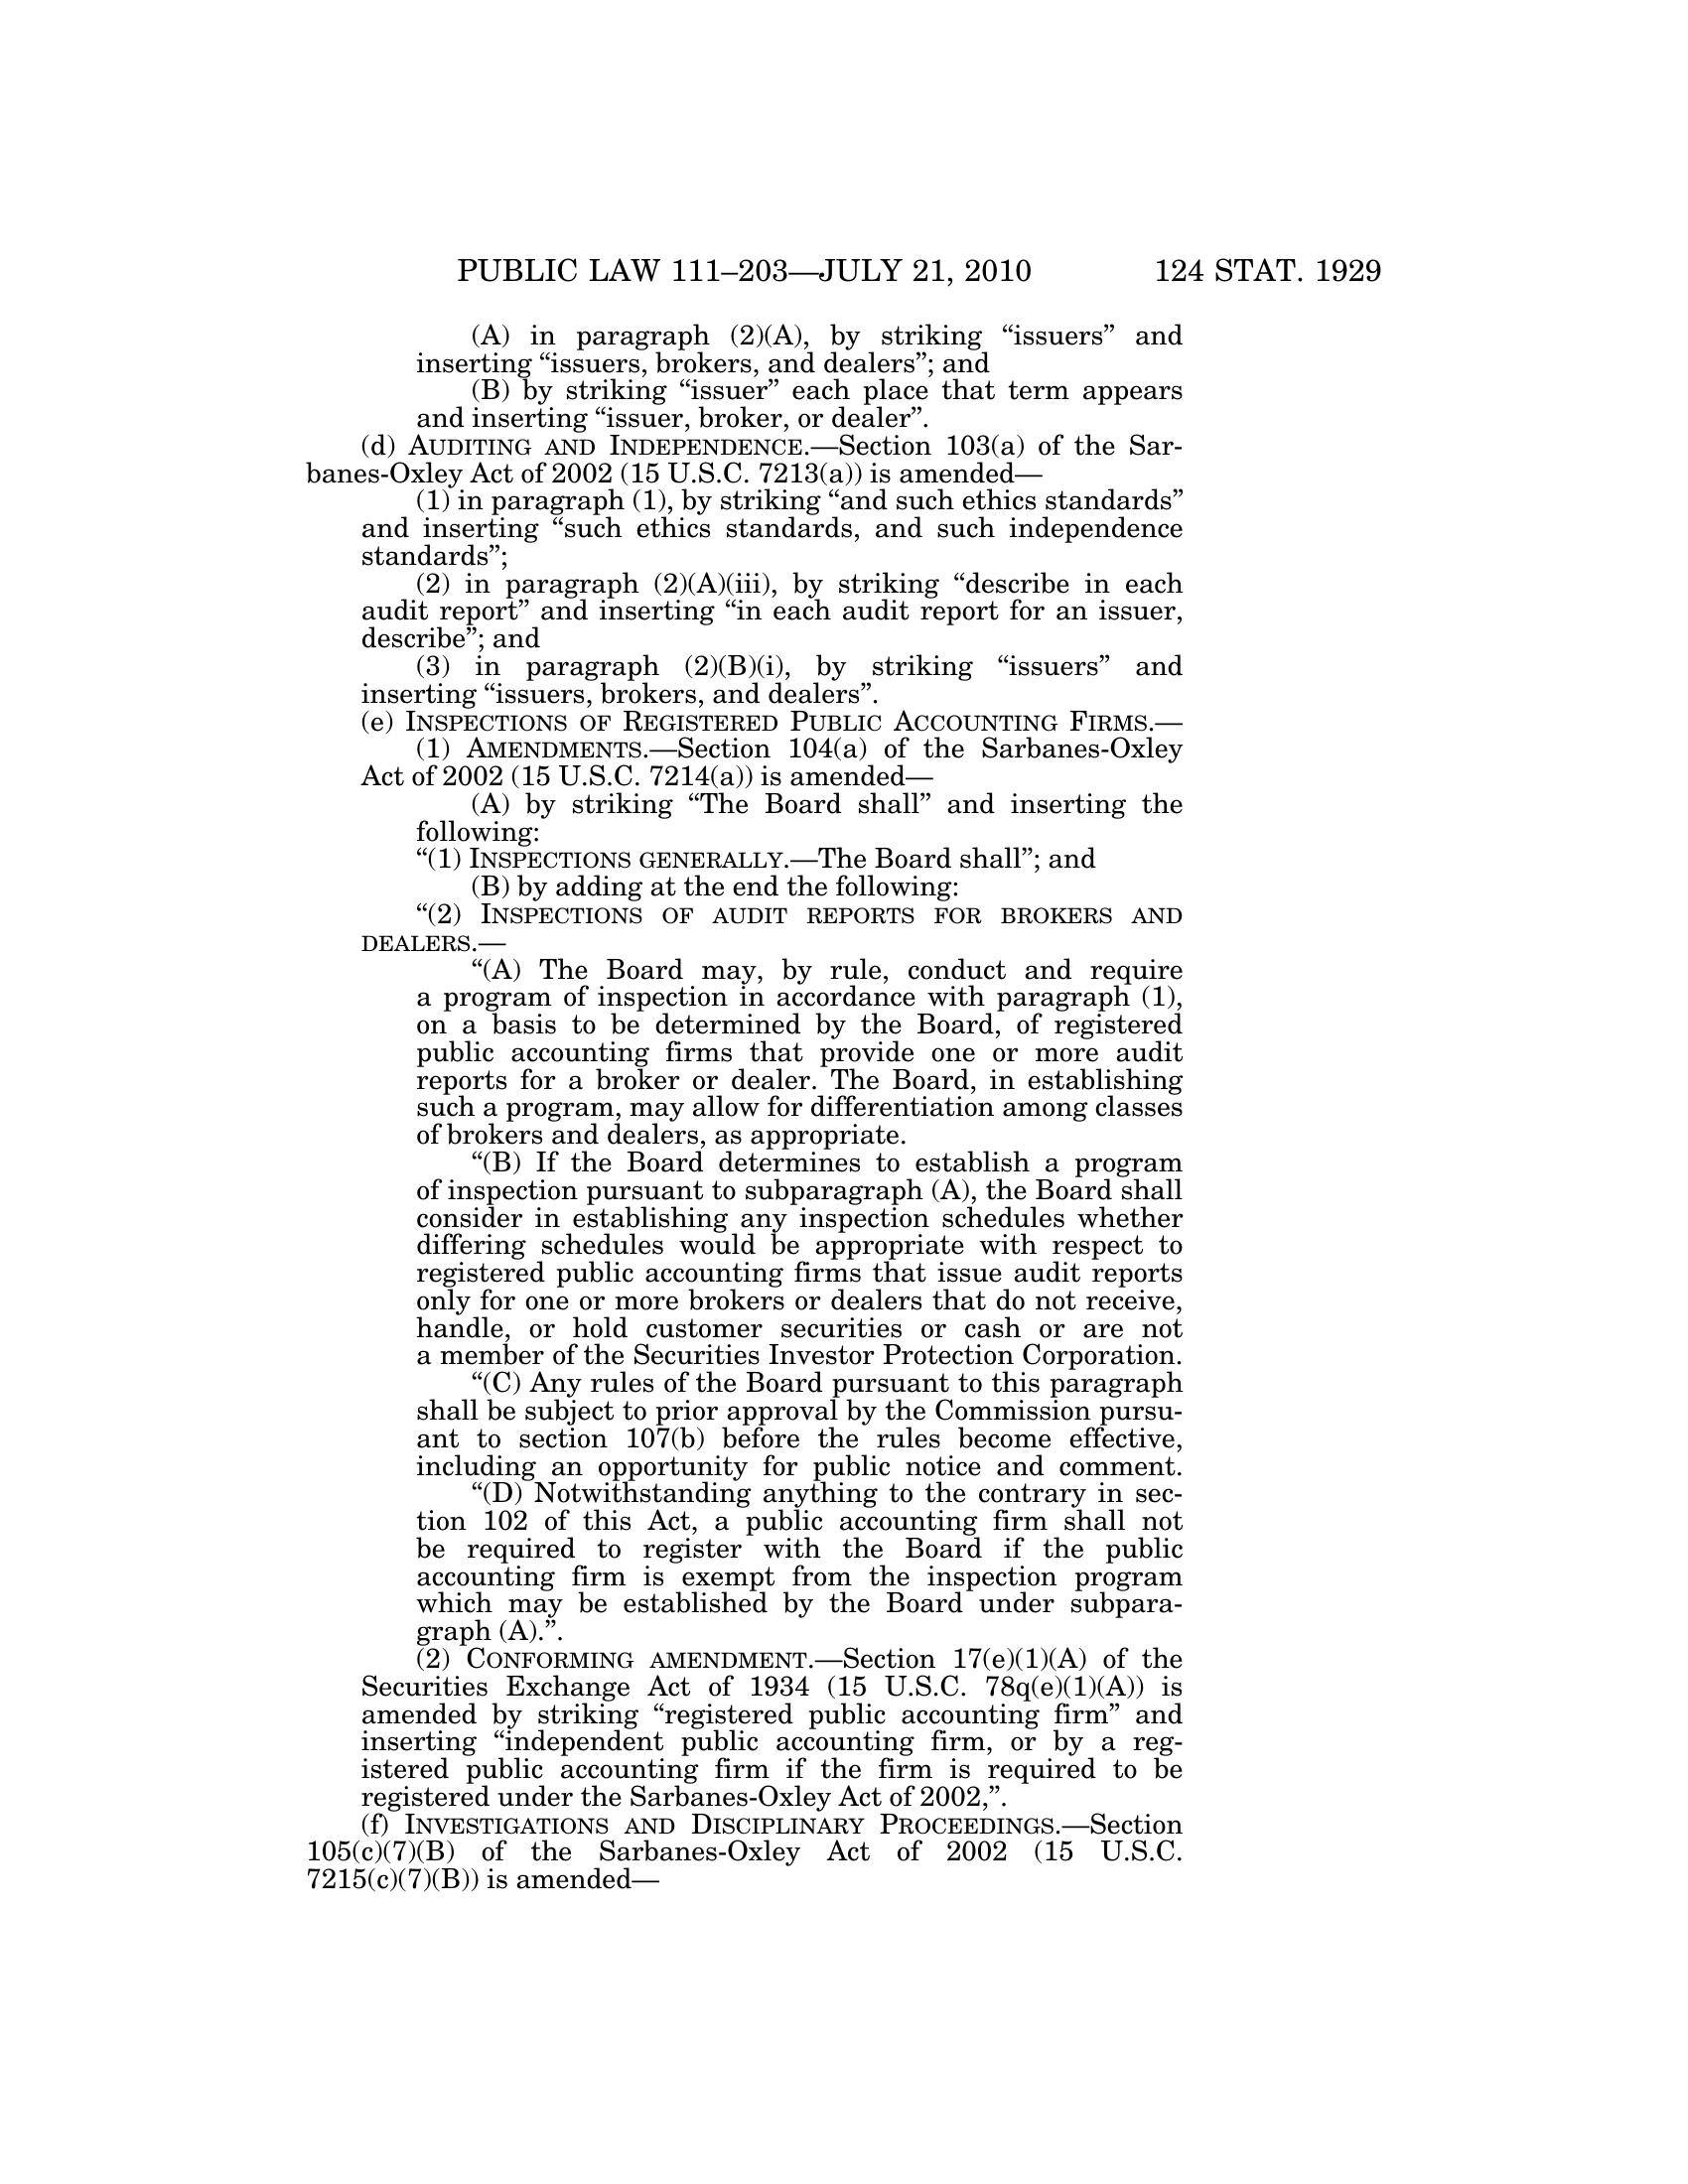 PUBLIC LAW 111–203—JULY 21, 2010 124 STAT. 1929
(A) in paragraph (2)(A), by striking “issuers” and
inserting “issuers, brokers, and dealers”; and
(B) by striking “issuer” each place that term appears
and inserting “issuer, broker, or dealer”.
(d) AUDITING AND INDEPENDENCE.—Section 103(a) of the Sar-
banes-Oxley Act of 2002 (15 U.S.C. 7213(a)) is amended—
(1) in paragraph (1), by striking “and such ethics standards”
and inserting “such ethics standards, and such independence
standards”;
(2) in paragraph (2)(A)(iii), by striking “describe in each
audit report” and inserting “in each audit report for an issuer,
describe”; and
(3) in paragraph (2)(B)(i), by striking “issuers” and
inserting “issuers, brokers, and dealers”.
(e) INSPECTIONS OF REGISTERED PUBLIC ACCOUNTING FIRMS.—
(1) AMENDMENTS.—Section 104(a) of the Sarbanes-Oxley
Act of 2002 (15 U.S.C. 7214(a)) is amended—
(A) by striking “The Board shall” and inserting the
following:
“(1) INSPECTIONS GENERALLY.—The Board shall”; and
(B) by adding at the end the following:
“(2) INSPECTIONS OF AUDIT REPORTS FOR BROKERS AND
DEALERS.—
“(A) The Board may, by rule, conduct and require
a program of inspection in accordance with paragraph (1),
on a basis to be determined by the Board, of registered
public accounting firms that provide one or more audit
reports for a broker or dealer. The Board, in establishing
such a program, may allow for differentiation among classes
of brokers and dealers, as appropriate.
“(B) If the Board determines to establish a program
of inspection pursuant to subparagraph (A), the Board shall
consider in establishing any inspection schedules whether
differing schedules would be appropriate with respect to
registered public accounting firms that issue audit reports
only for one or more brokers or dealers that do not receive,
handle, or hold customer securities or cash or are not
a member of the Securities Investor Protection Corporation.
“(C) Any rules of the Board pursuant to this paragraph
shall be subject to prior approval by the Commission pursu-
ant to section 107(b) before the rules become effective,
including an opportunity for public notice and comment.
“(D) Notwithstanding anything to the contrary in sec-
tion 102 of this Act, a public accounting firm shall not
be required to register with the Board if the public
accounting firm is exempt from the inspection program
which may be established by the Board under subpara-
graph (A).”.
(2) CONFORMING AMENDMENT.—Section 17(e)(1)(A) of the
Securities Exchange Act of 1934 (15 U.S.C. 78q(e)(1)(A)) is
amended by striking “registered public accounting firm” and
inserting “independent public accounting firm, or by a reg-
istered public accounting firm if the firm is required to be
registered under the Sarbanes-Oxley Act of 2002,”.
(f) INVESTIGATIONS AND DISCIPLINARY PROCEEDINGS.—Section
105(c)(7)(B) of the Sarbanes-Oxley Act of 2002 (15 U.S.C.
7215(c)(7)(B)) is amended—